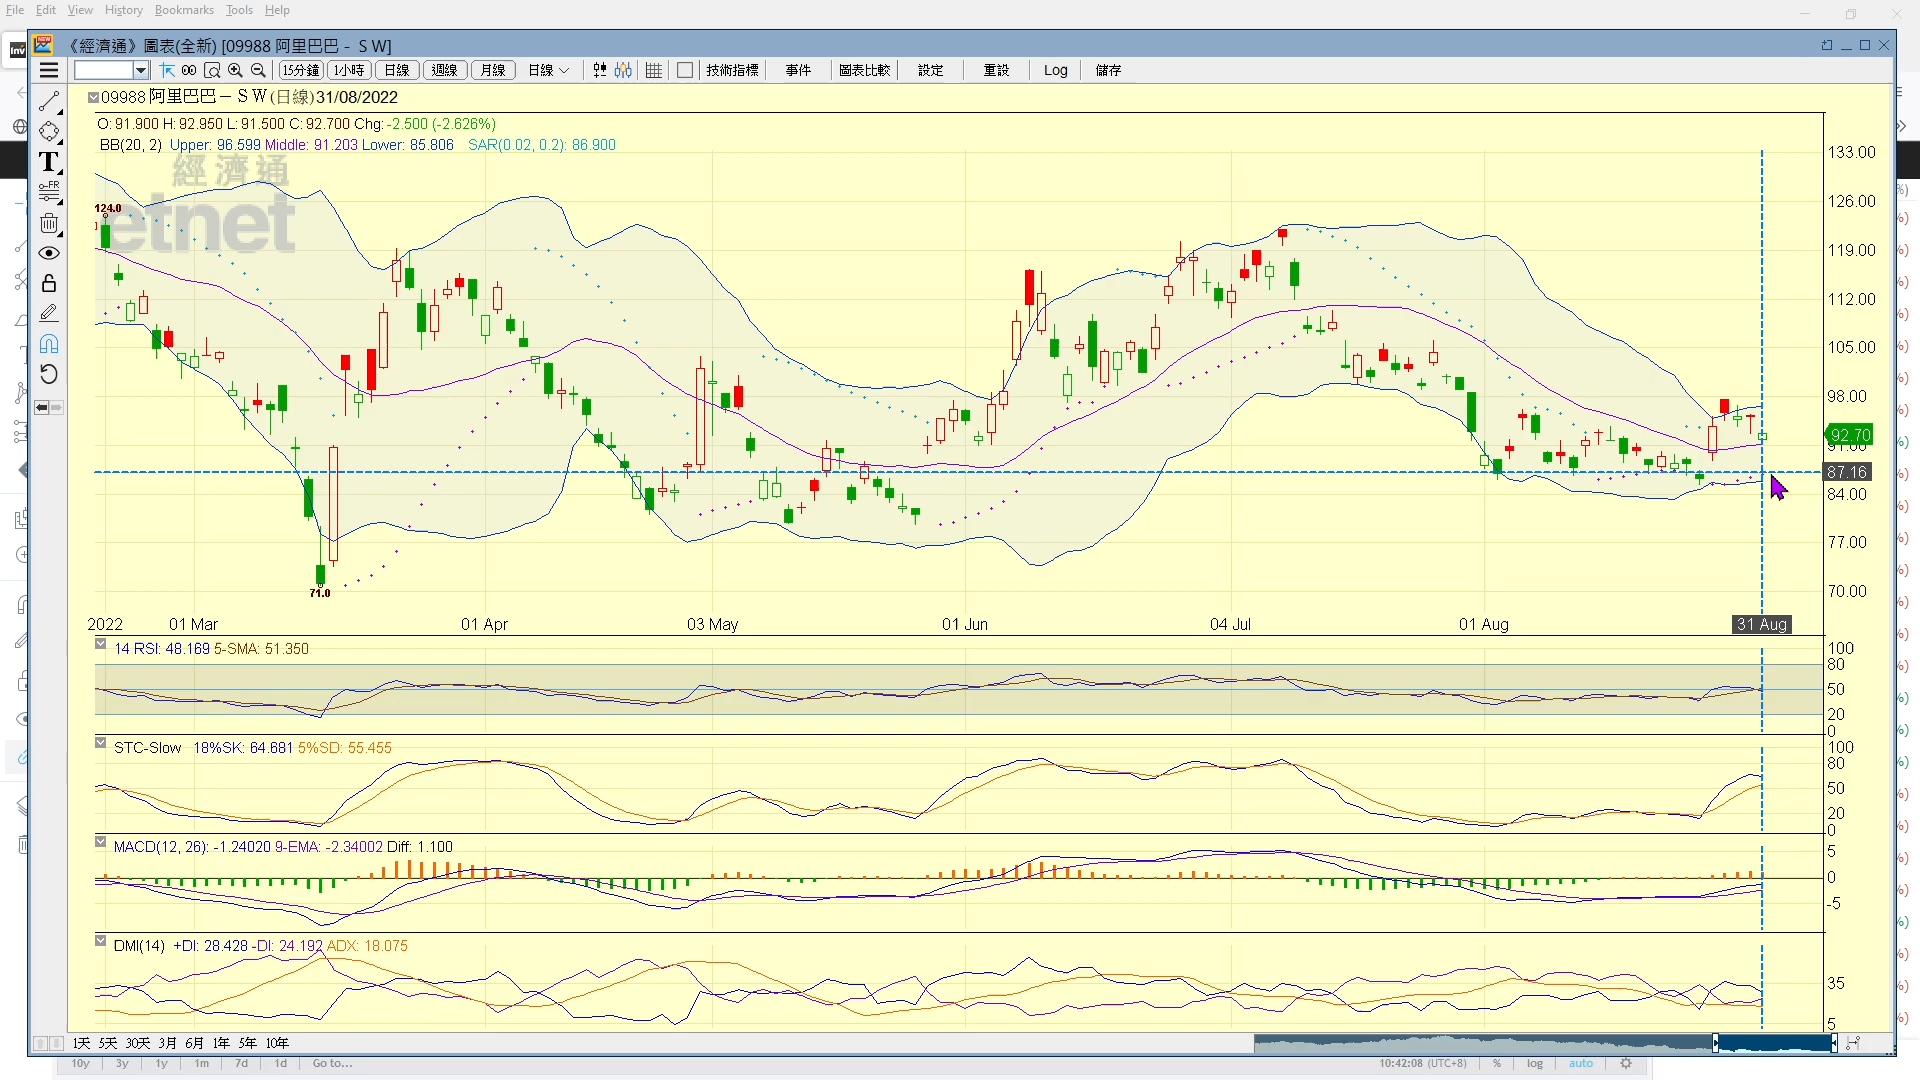 File Edit View History Bookmarks Tools Help
《經濟通》圖表(全新) [09988 阿里巴巴 - ＳＷ]
15分鐘 1小時 日線 週線 月線 日線 技術指標 事件 圖表比較 設定 重設 Log 儲存
09988 阿里巴巴－ＳＷ(日線) 31/08/2022
O: 91.900 H: 92.950 L: 91.500 C: 92.700 Chg: -2.500 (-2.626%)
BB(20, 2) Upper: 96.599 Middle: 91.203 Lower: 85.806 SAR(0.02, 0.2): 86.900
經濟通
etnet
133.00
126.00
124.0
119.00
112.00
105.00
98.00
92.70
91.00
87.16
84.00
77.00
71.0
70.00
2022 01 Mar 01 Apr 03 May 01 Jun 04 Jul 01 Aug 31 Aug
14 RSI: 48.169 5-SMA: 51.350
100
80
50
20
0
STC-Slow 18%SK: 64.681 5%SD: 55.455
100
80
50
20
0
MACD(12, 26): -1.24020 9-EMA: -2.34002 Diff: 1.100
5
0
-5
DMI(14) +DI: 28.428 -DI: 24.192 ADX: 18.075
35
5
1天 5天 30天 3月 6月 1年 5年 10年
10y 3y 1y 1m 7d 1d Go to... 10:42:08 (UTC+8) % log auto